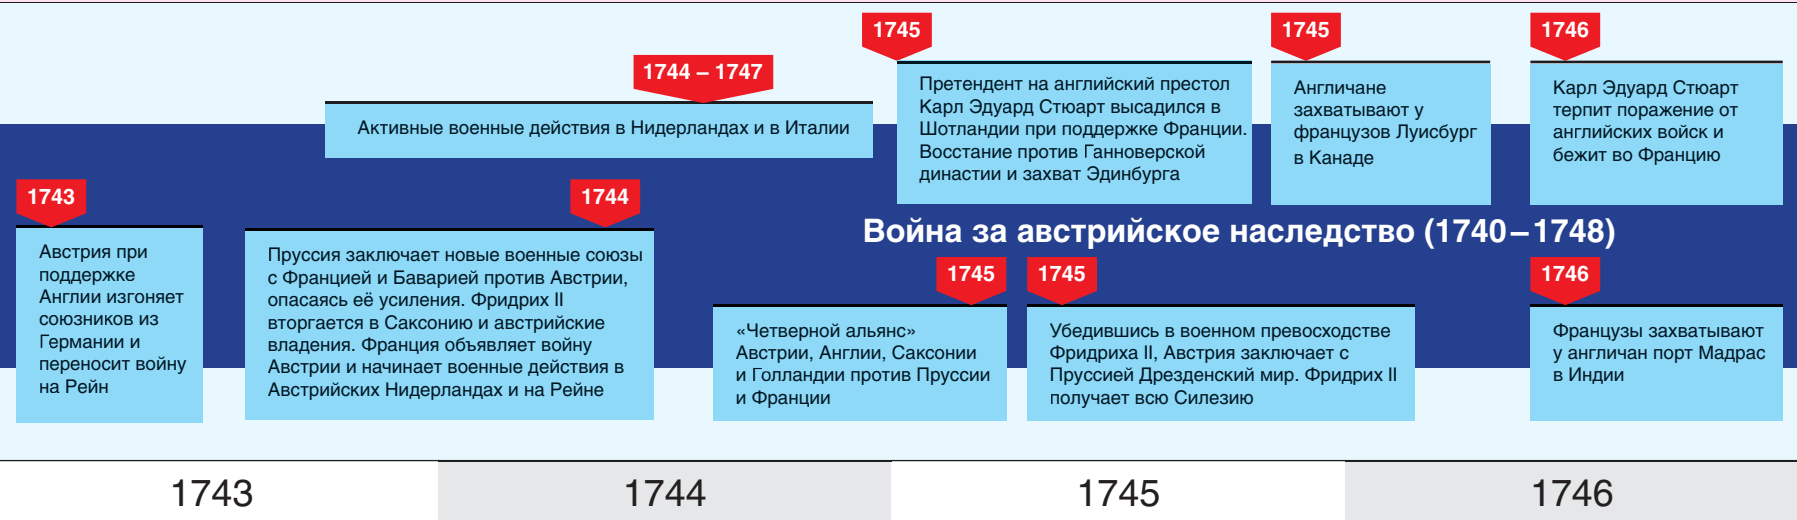 1745
Претендент на английский престол
Карл Эдуард Стюарт высадился в
Шотландии при поддержке Франции.
Восстание против Ганноверской
династии и захват Эдинбурга
1745
Англичане
захватывают у
французов Луисбург
в Канаде
1746
Карл Эдуард Стюарт
терпит поражение от
английских войск и
бежит во Францию
1744 – 1747
Активные военные действия в Нидерландах и в Италии
1743
Австрия при
поддержке
Англии изгоняет
союзников из
Германии и
переносит войну
на Рейн
1744
Пруссия заключает новые военные союзы
с Францией и Баварией против Австрии,
опасаясь её усиления. Фридрих II
вторгается в Саксонию и австрийские
владения. Франция объявляет войну
Австрии и начинает военные действия в
Австрийских Нидерландах и на Рейне
Война за австрийское наследство (1740–1748)
1745
«Четверной альянс»
Австрии, Англии, Саксонии
и Голландии против Пруссии
и Франции
1745
Убедившись в военном превосходстве
Фридриха II, Австрия заключает с
Пруссией Дрезденский мир. Фридрих II
получает всю Силезию
1746
Французы захватывают
у англичан порт Мадрас
в Индии
1743
1744
1745
1746